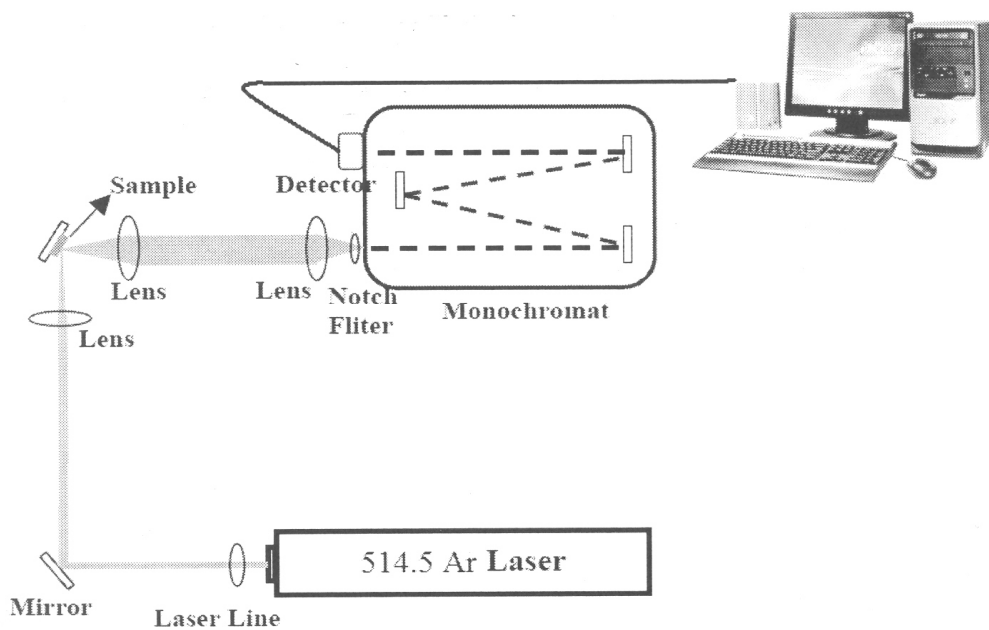 Sample
Detector
Lens
Lens
Notch
Fliter
Monochromat
Lens
514.5 Ar Laser
Mirror
Laser Line